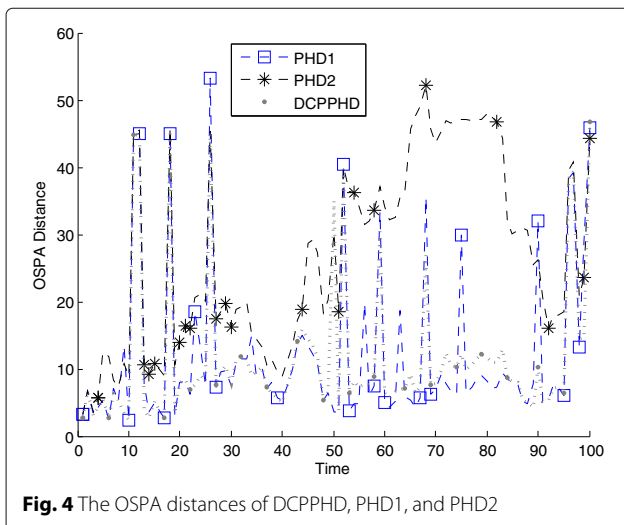 60
50
40
30
20
10
0
OSPA Distance
PHD1
PHD2
DCPPHD
0 10 20 30 40 50 60 70 80 90 100
Time
Fig. 4 The OSPA distances of DCPPHD, PHD1, and PHD2